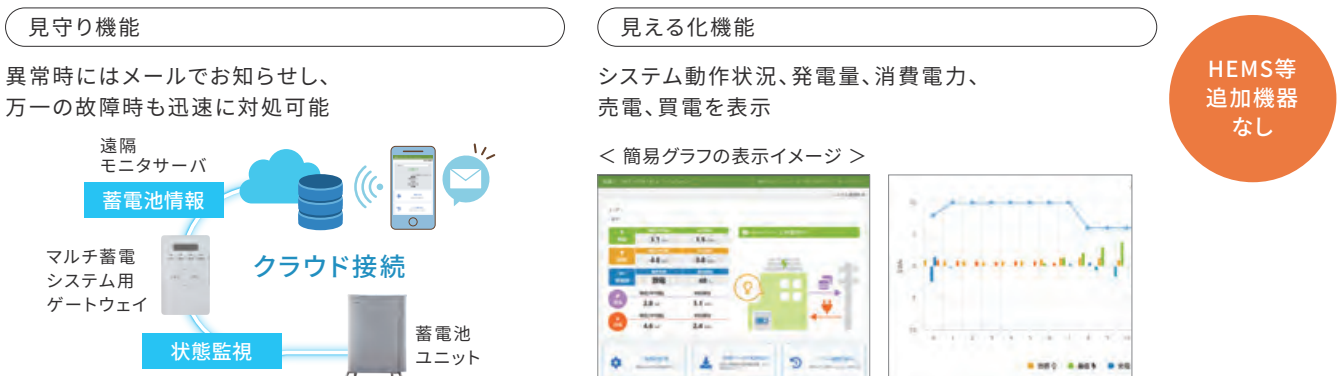 見守り機能
異常時にはメールでお知らせし、
万一の故障時も迅速に対処可能
遠隔
モニタサーバ
蓄電池情報
マルチ蓄電
システム用
ゲートウェイ
クラウド接続
状態監視
蓄電池
ユニット
見える化機能
システム動作状況、発電量、消費電力、
売電、買電を表示
＜ 簡易グラフの表示イメージ ＞
HEMS等
追加機器
なし